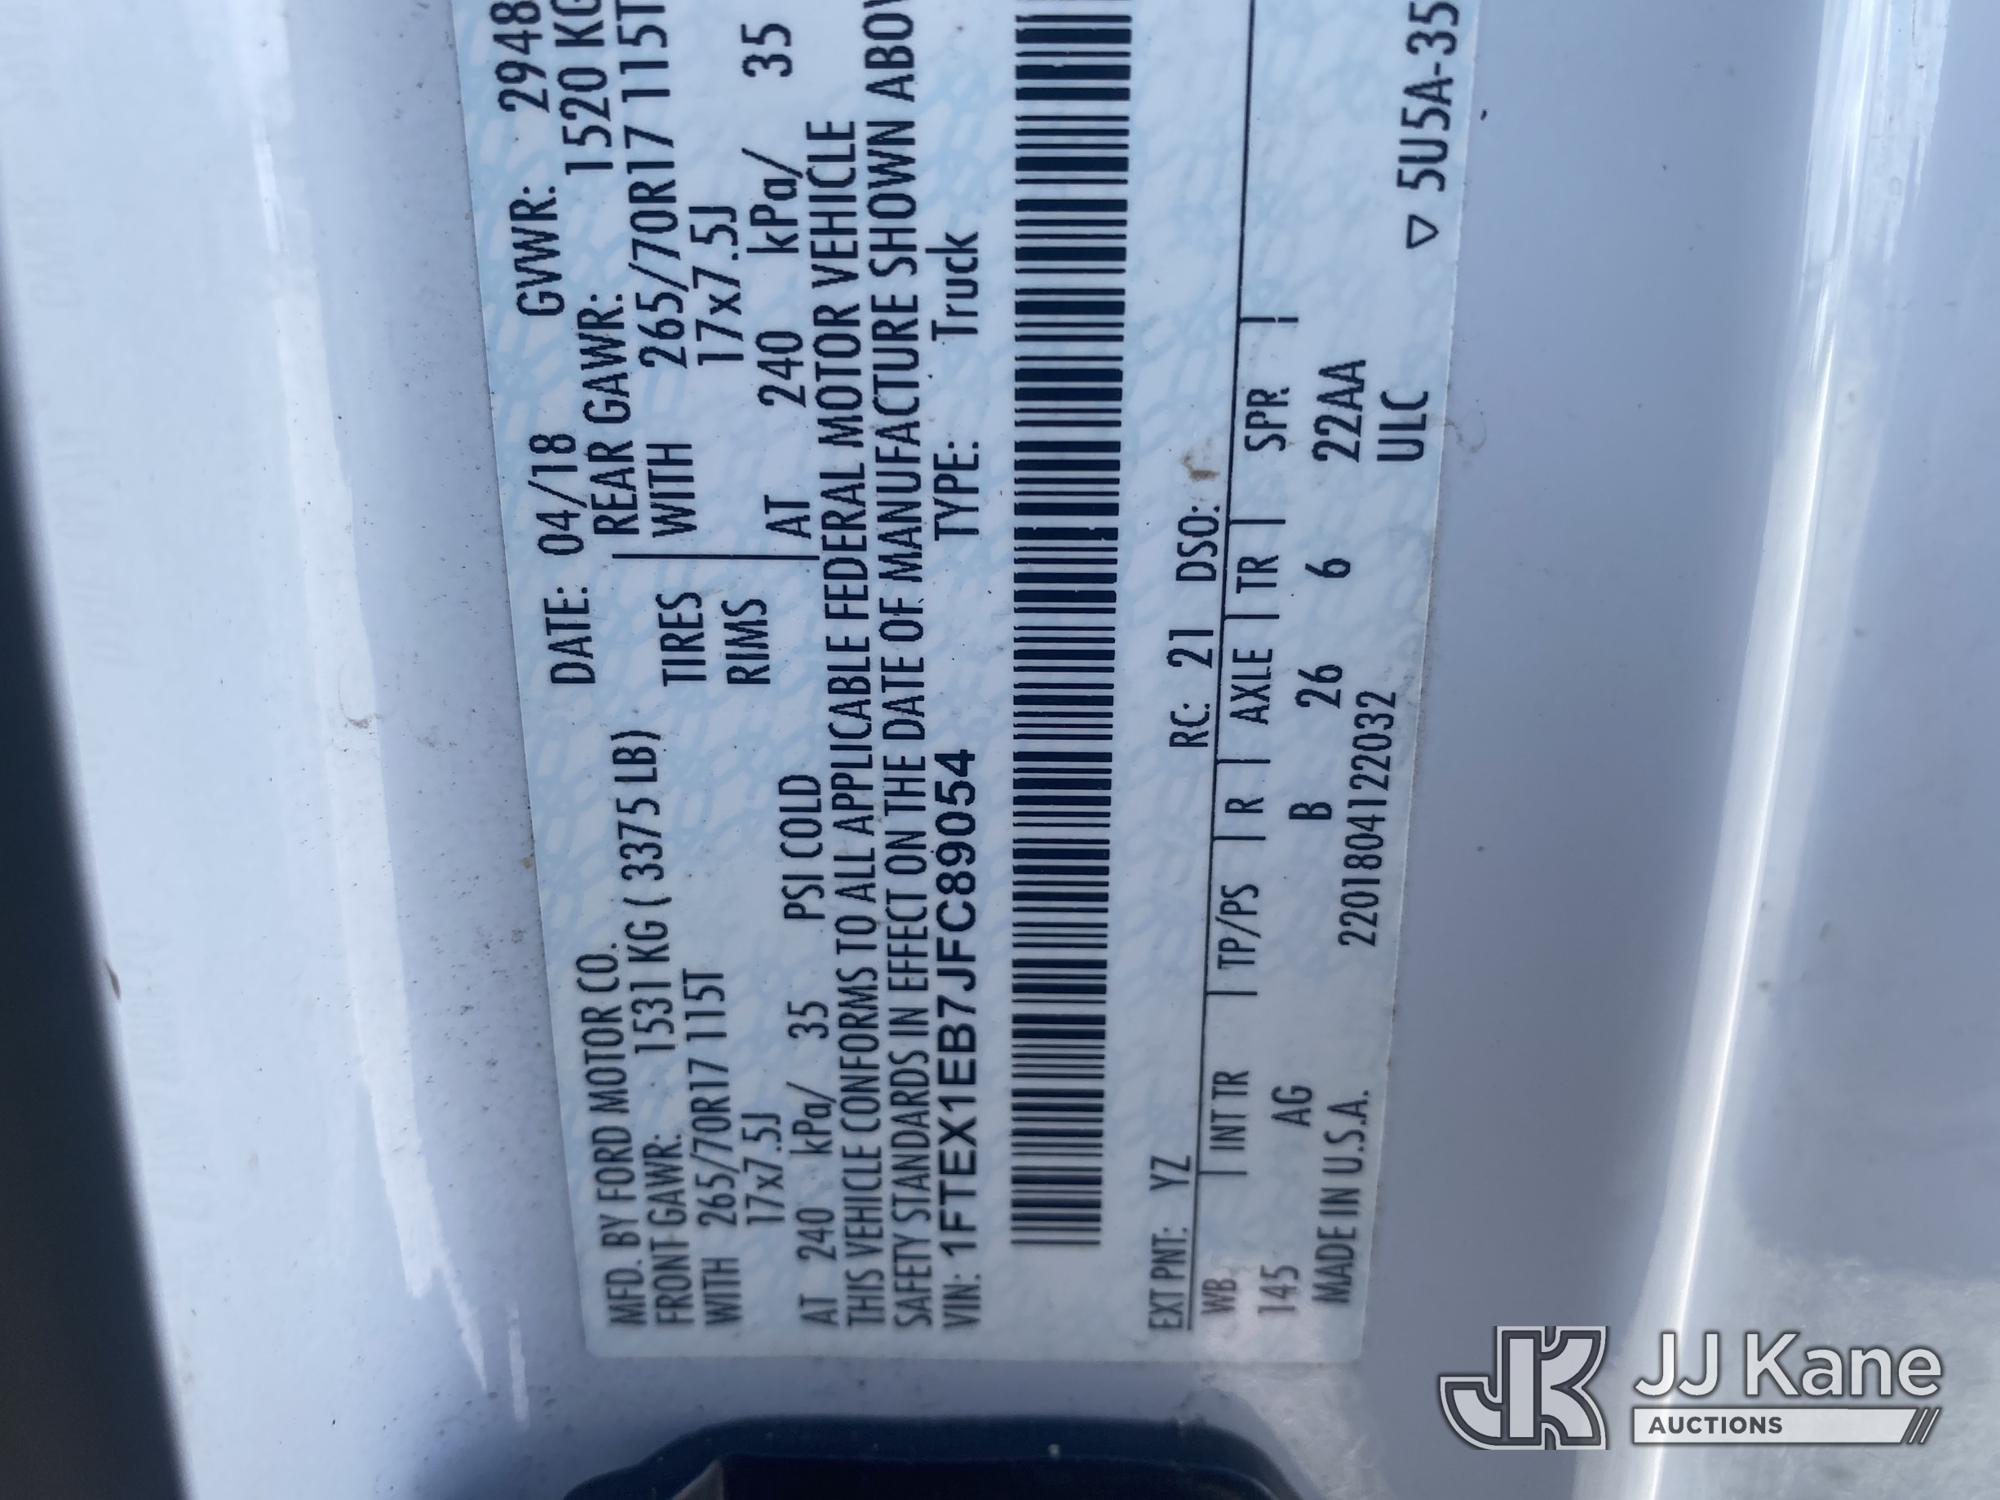 MFD. BY FORD MOTOR CO.
DATE: 04/18 GVWR: 2948
FRONT GAWR: 1531 KG ( 3375 LB)
REAR GAWR: 1520 KG
WITH 265/70R17 115T
TIRES WITH 265/70R17 115T
17x7.5J
RIMS 17x7.5J
AT 240 kPa/ 35 PSI COLD
AT 240 kPa/ 35
THIS VEHICLE CONFORMS TO ALL APPLICABLE FEDERAL MOTOR VEHICLE
SAFETY STANDARDS IN EFFECT ON THE DATE OF MANUFACTURE SHOWN
VIN: 1FTEX1EB7JFC89054 TYPE: Truck
EXT PNT: YZ RC: 21 DSO:
WB INT TR TP/PS R AXLE TR SPR
145 AG B 26 6 22AA
MADE IN U.S.A. 2201804122032 ULC
▽ 5U5A-35
JK JJ Kane
AUCTIONS